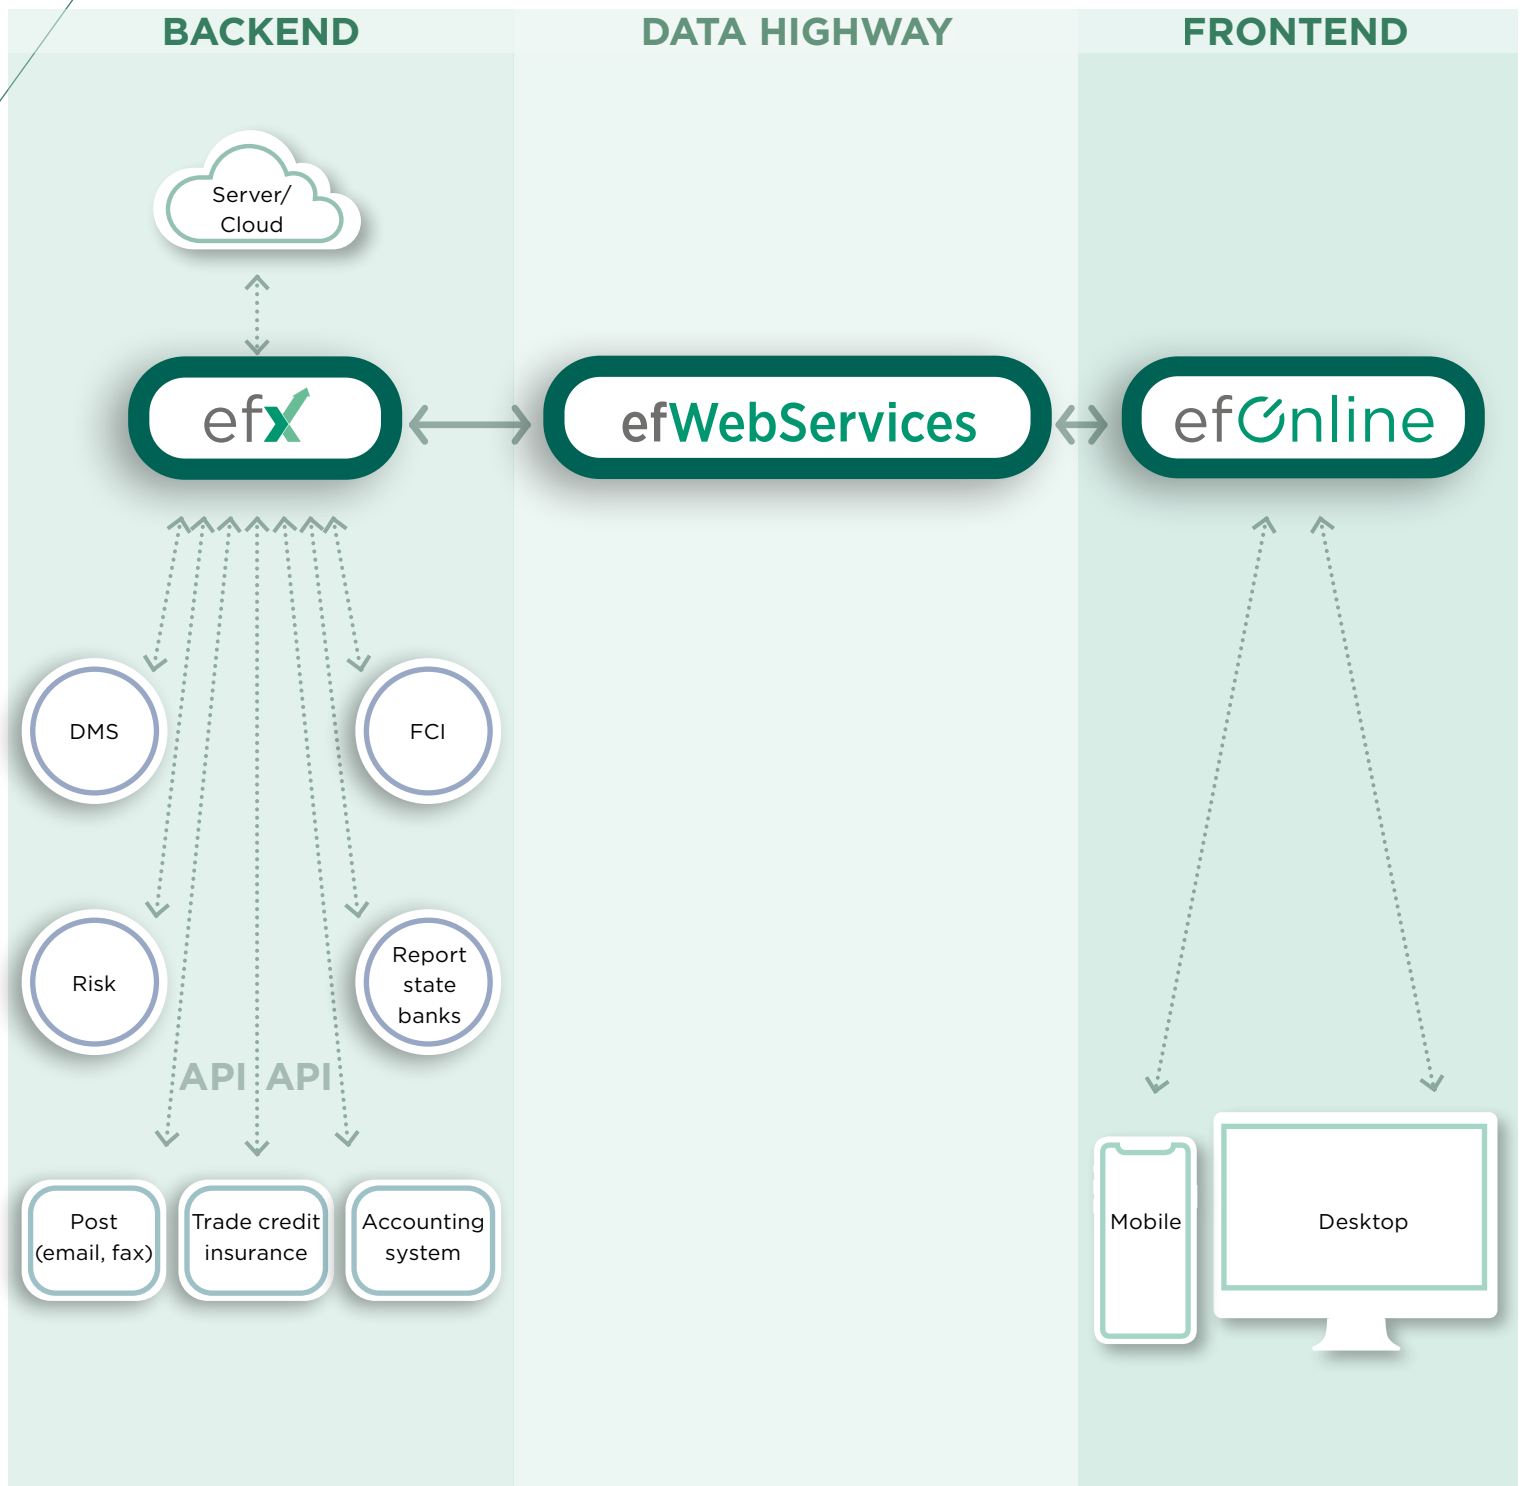 BACKEND
DATA HIGHWAY
FRONTEND
Server/
Cloud
efx
efWebServices
efOnline
DMS
FCI
Risk
Report
state
banks
API API
Post
(email, fax)
Trade credit
insurance
Accounting
system
Mobile
Desktop